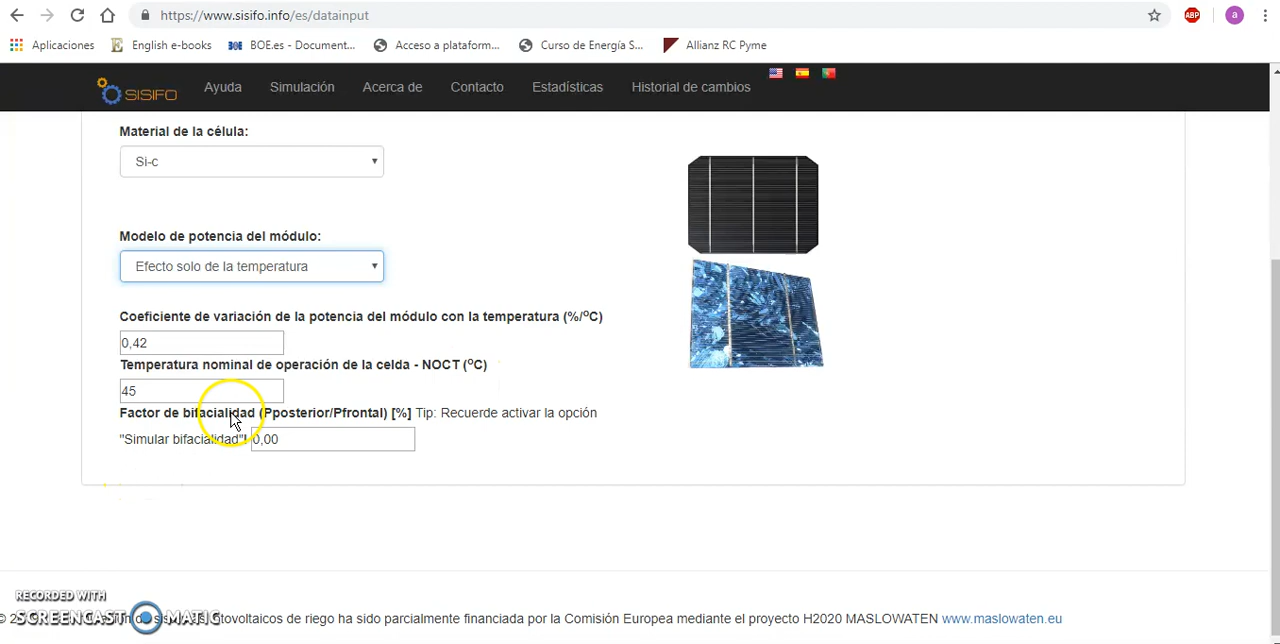 https://www.sisifo.info/es/datainput
ABP
a
Aplicaciones
English e-books
BOE.es - Document...
Acceso a plataform...
Curso de Energía S...
Allianz RC Pyme
SISIFO
Ayuda
Simulación
Acerca de
Contacto
Estadísticas
Historial de cambios
Material de la célula:
Si-c
Modelo de potencia del módulo:
Efecto solo de la temperatura
Coeficiente de variación de la potencia del módulo con la temperatura (%/ºC)
0,42
Temperatura nominal de operación de la celda - NOCT (ºC)
45
Factor de bifacialidad (Pposterior/Pfrontal) [%] Tip: Recuerde activar la opción
"Simular bifacialidad"! 0,00
RECORDED WITH
SCREENCAST-O-MATIC
fotovoltaicos de riego ha sido parcialmente financiada por la Comisión Europea mediante el proyecto H2020 MASLOWATEN www.maslowaten.eu